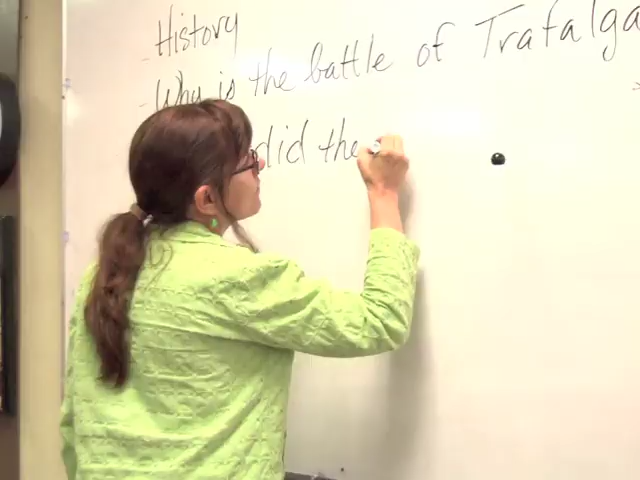 History
- Why is the battle of Trafalga
did the